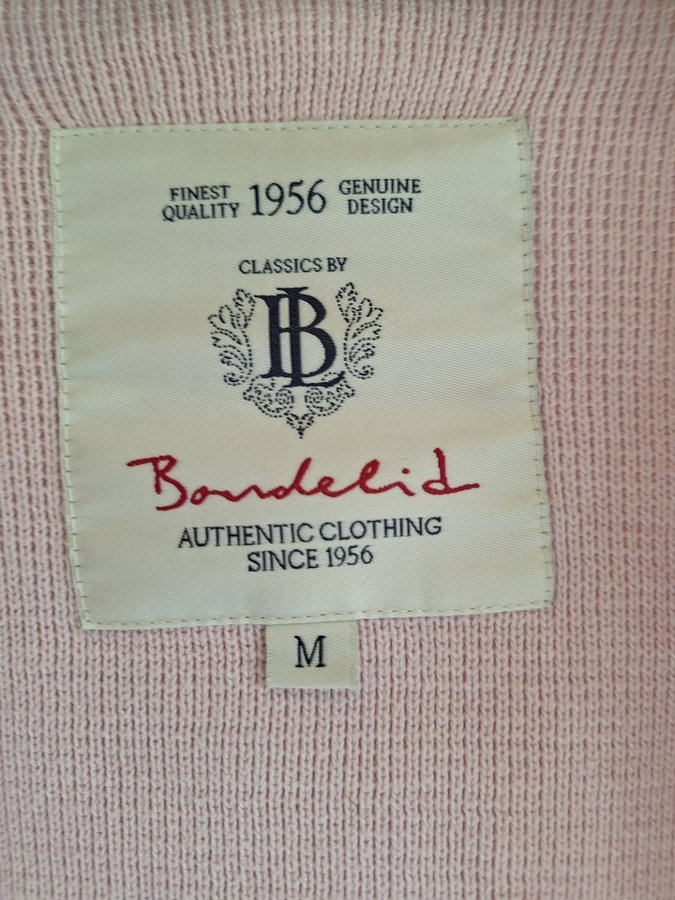 FINEST QUALITY 1956 GENUINE DESIGN
CLASSICS BY
BL
Bondelid
AUTHENTIC CLOTHING
SINCE 1956
M